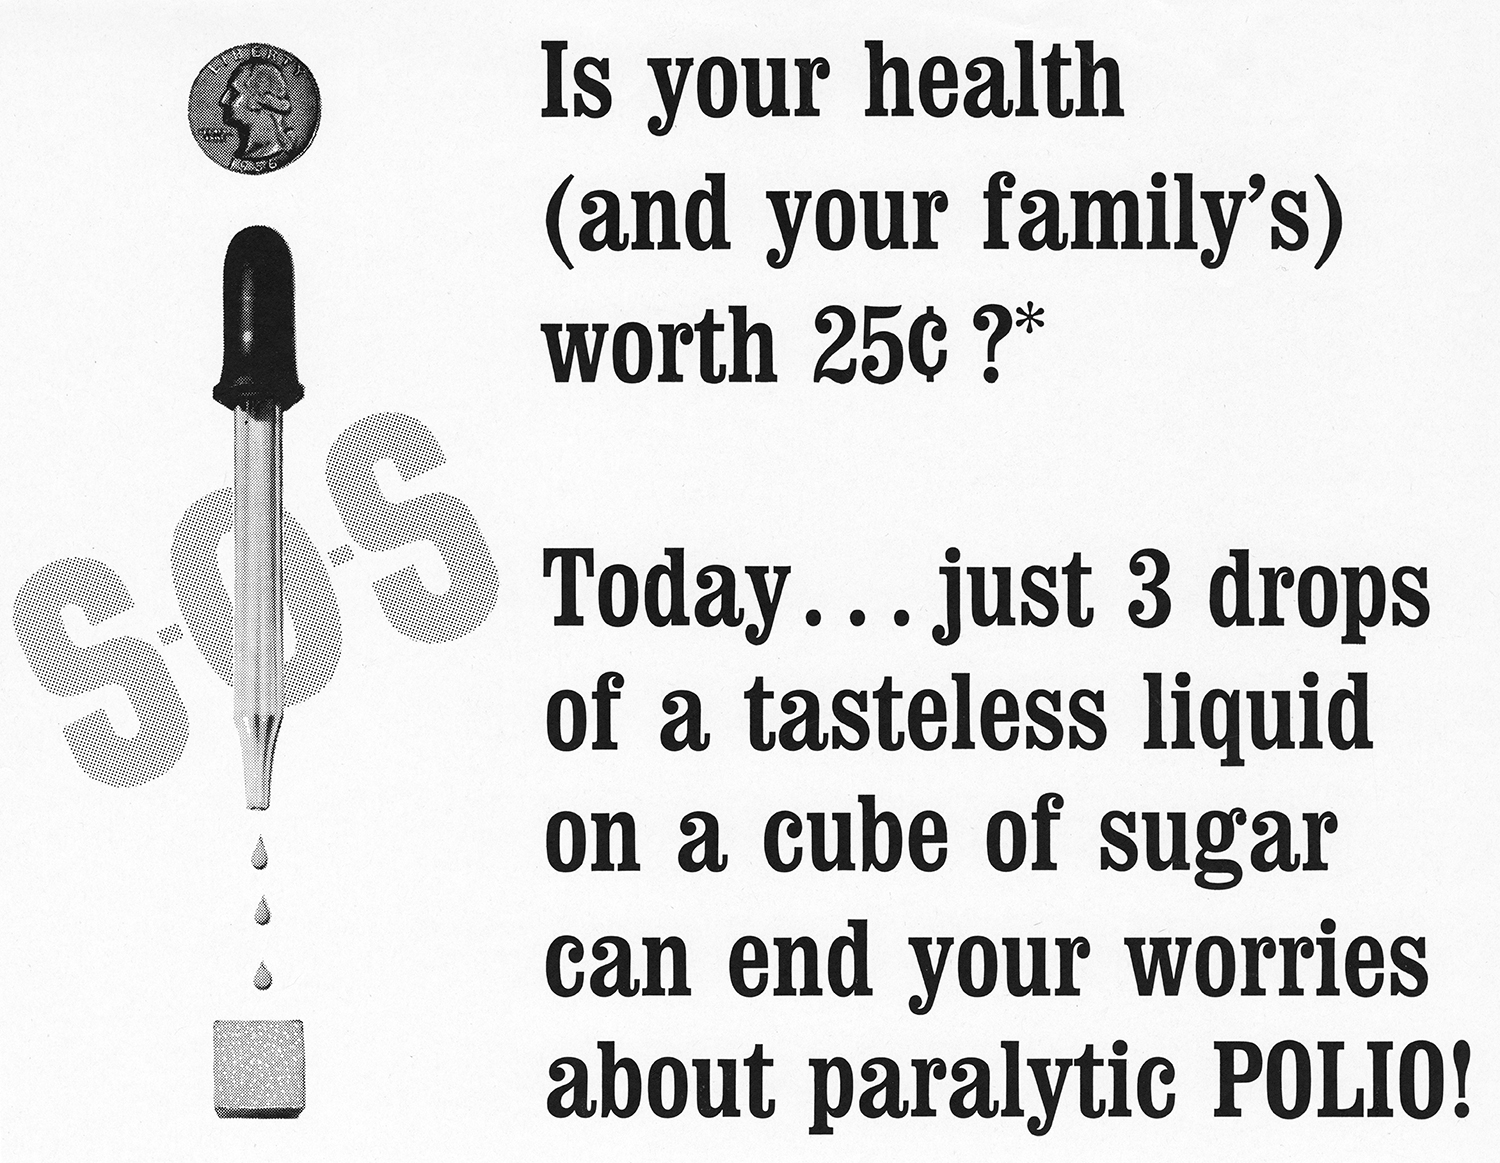 LIBERTY
1956
S·O·S
Is your health
(and your family's)
worth 25¢ ?*
Today...just 3 drops
of a tasteless liquid
on a cube of sugar
can end your worries
about paralytic POLIO!